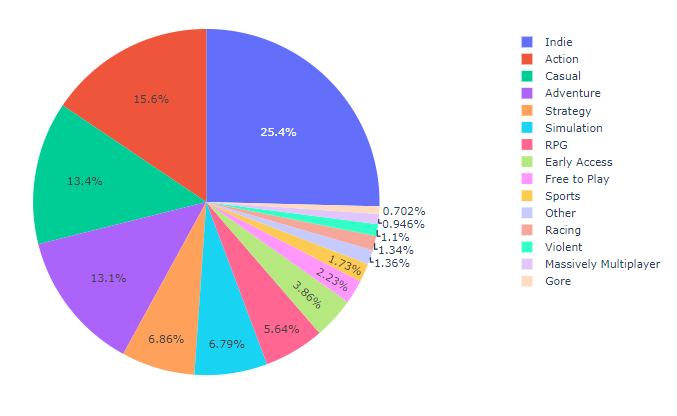 25.4%
15.6%
13.4%
13.1%
6.86%
6.79%
5.64%
3.86%
2.23%
1.73%
1.36%
1.34%
1.1%
0.946%
0.702%
Indie
Action
Casual
Adventure
Strategy
Simulation
RPG
Early Access
Free to Play
Sports
Other
Racing
Violent
Massively Multiplayer
Gore